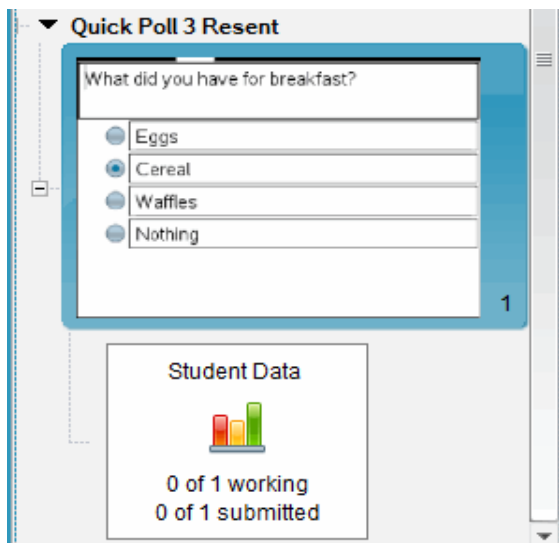 Quick Poll 3 Resent
What did you have for breakfast?
Eggs
Cereal
Waffles
Nothing
1
Student Data
0 of 1 working
0 of 1 submitted